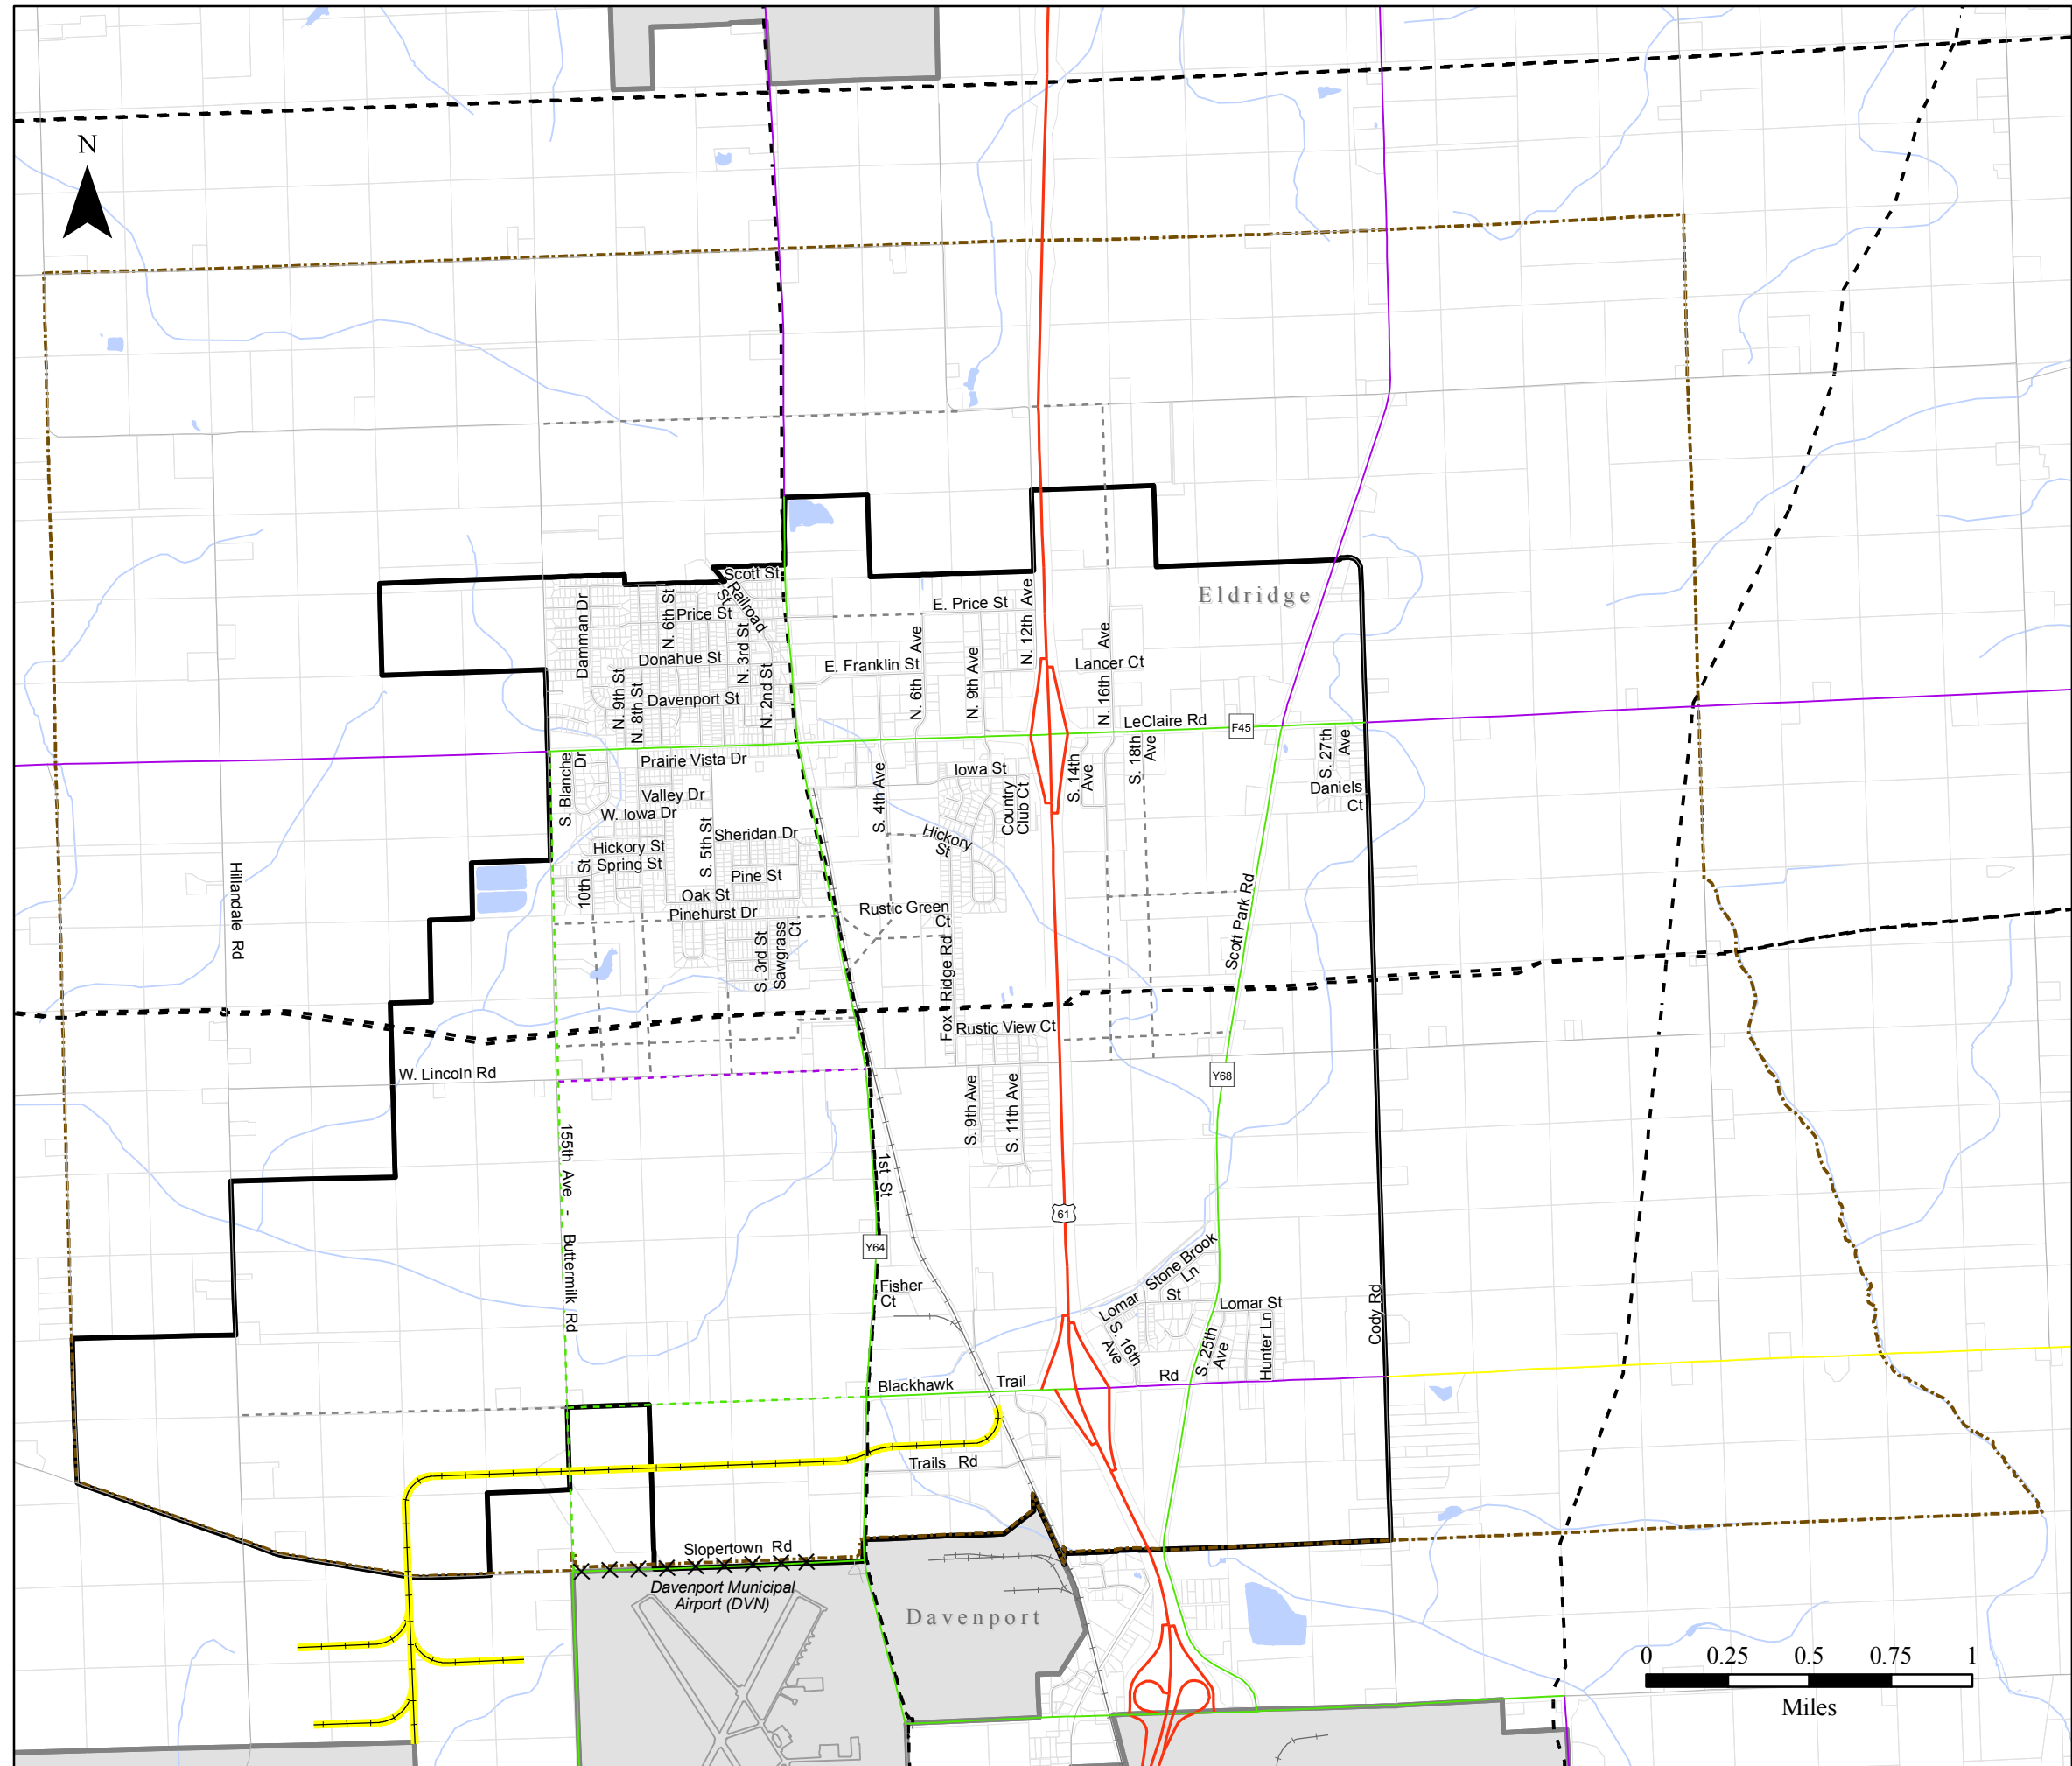 N
Scott St
Railroad
St
Price St
N. 6th St
Damman Dr
N. 3rd St
Donahue St
N. 9th St
N. 8th St
Davenport St
N. 2nd St
E. Price St
N. 12th Ave
E. Franklin St
N. 6th Ave
N. 9th Ave
Eldridge
Lancer Ct
N. 16th Ave
LeClaire Rd
F45
S. 27th
Ave
Daniels
Ct
S. 14th
Ave
S. 18th
Ave
Prairie Vista Dr
S. Blanche
Dr
Valley Dr
W. Iowa Dr
S. 5th St
Sheridan Dr
Hickory St
Spring St
10th St
Pine St
Oak St
Pinehurst Dr
S. 3rd St
Sawgrass
Ct
S. 4th Ave
Iowa St
Country
Club Ct
Hickory
St
Rustic Green
Ct
Fox Ridge Rd
Rustic View Ct
Scott Park Rd
Hillandale Rd
W. Lincoln Rd
Y68
S. 9th Ave
S. 11th Ave
155th Ave - Buttermilk Rd
1st St
61
Y64
Fisher
Ct
Stone Brook
Ln
Lomar
St
Lomar St
S. 16th
Ave
S. 25th
Ave
Hunter Ln
Cody Rd
Blackhawk Trail Rd
Trails Rd
Slopertown Rd
Davenport Municipal
Airport (DVN)
Davenport
0 0.25 0.5 0.75 1
Miles